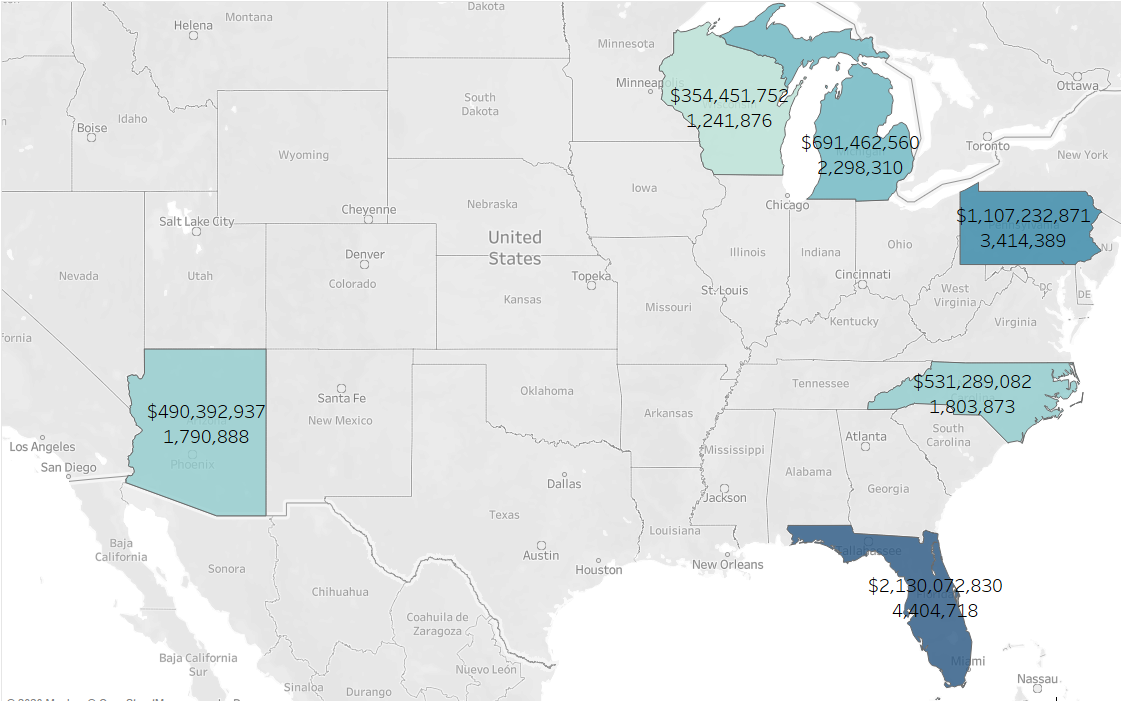 Dakota
Helena
Montana
Minnesota
Minneapolis
Ottawa
South
Dakota
$354,451,752
1,241,876
Idaho
Boise
$691,462,560
2,298,310
Toronto
New York
Wyoming
Iowa
Chicago
Nebraska
Cheyenne
Salt Lake City
$1,107,232,871
Pennsylvania
3,414,389
United
States
Denver
Colorado
Nevada
Utah
Illinois
Indiana
Ohio
NJ
Topeka
Kansas
Cincinnati
St. Louis
Missouri
West
Virginia
DC
DE
Kentucky
Virginia
fornia
$490,392,937
1,790,888
Phoenix
Santa Fe
New Mexico
Oklahoma
Arkansas
Tennessee
$531,289,082
1,803,873
South
Carolina
Los Angeles
San Diego
Mississippi
Atlanta
Alabama
Georgia
Dallas
Jackson
Texas
Louisiana
Austin
Houston
New Orleans
Tallahassee
Baja
California
Sonora
Chihuahua
$2,130,072,830
4,404,718
Coahuila de
Zaragoza
Baja California
Sur
Nuevo León
Miami
Sinaloa
Durango
Nassau